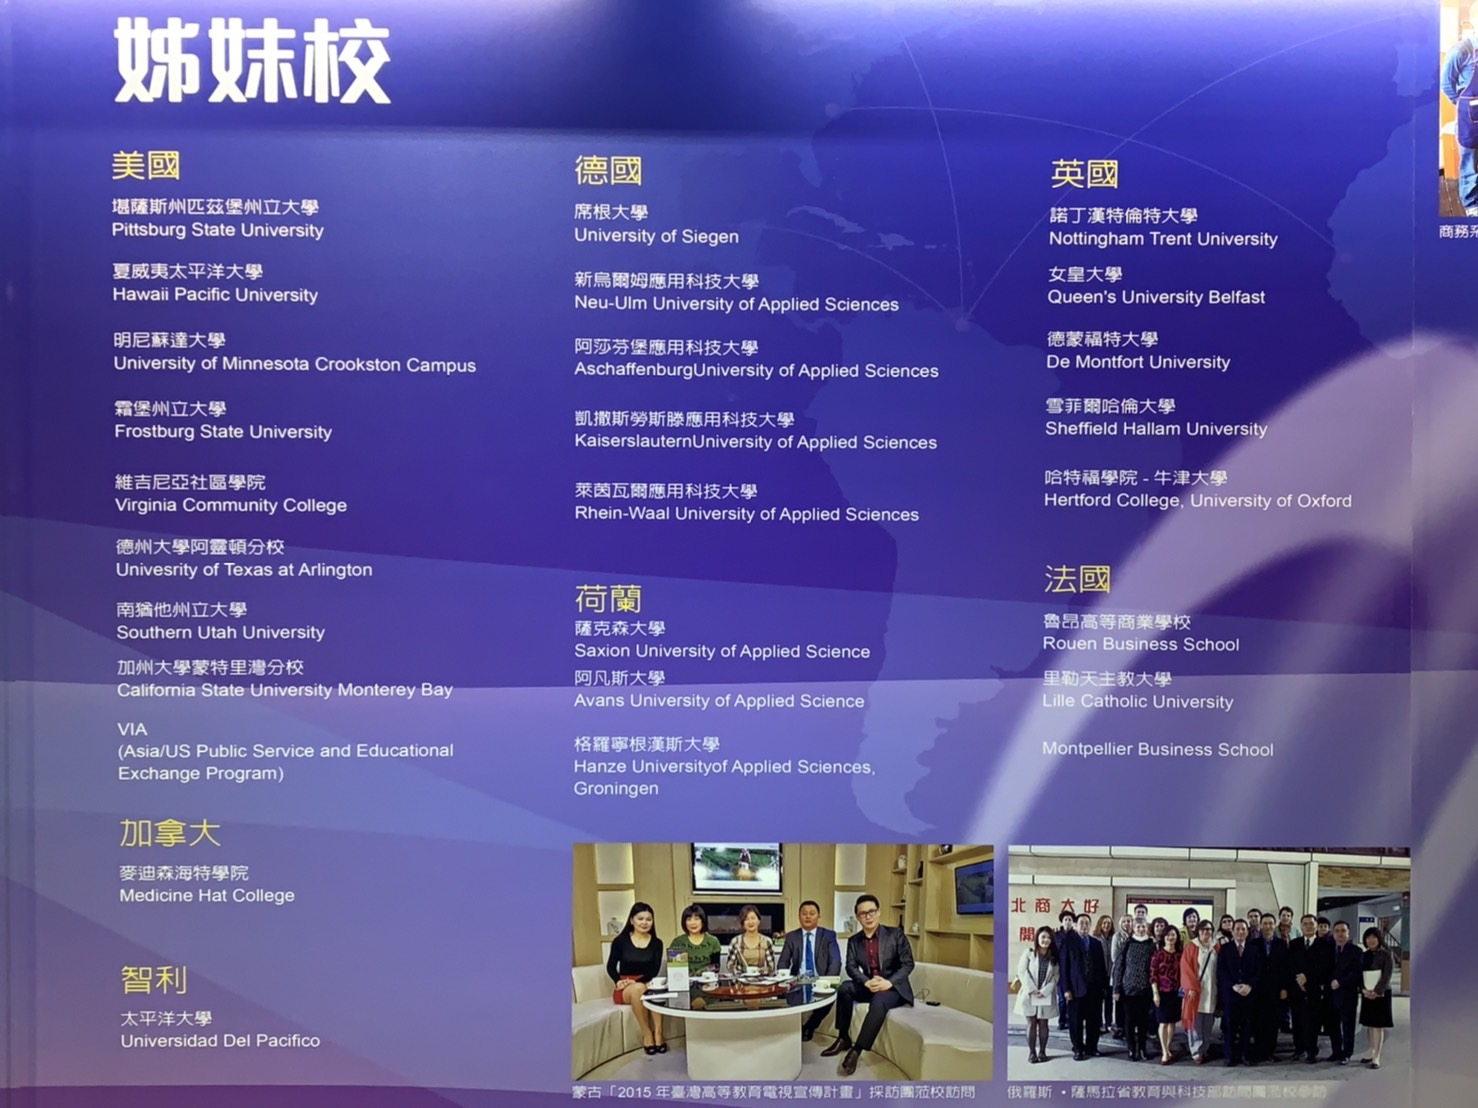 姊妹校
美國
堪薩斯州匹茲堡州立大學
Pittsburg State University
夏威夷太平洋大學
Hawaii Pacific University
明尼蘇達大學
University of Minnesota Crookston Campus
霜堡州立大學
Frostburg State University
維吉尼亞社區學院
Virginia Community College
德州大學阿靈頓分校
Univesrity of Texas at Arlington
南猶他州立大學
Southern Utah University
加州大學蒙特里灣分校
California State University Monterey Bay
VIA
(Asia/US Public Service and Educational
Exchange Program)
加拿大
麥迪森海特學院
Medicine Hat College
智利
太平洋大學
Universidad Del Pacifico
德國
席根大學
University of Siegen
新烏爾姆應用科技大學
Neu-Ulm University of Applied Sciences
阿莎芬堡應用科技大學
AschaffenburgUniversity of Applied Sciences
凱撒斯勞斯滕應用科技大學
KaiserslauternUniversity of Applied Sciences
萊茵瓦爾應用科技大學
Rhein-Waal University of Applied Sciences
荷蘭
薩克森大學
Saxion University of Applied Science
阿凡斯大學
Avans University of Applied Science
格羅寧根漢斯大學
Hanze Universityof Applied Sciences,
Groningen
英國
諾丁漢特倫特大學
Nottingham Trent University
女皇大學
Queen's University Belfast
德蒙福特大學
De Montfort University
雪菲爾哈倫大學
Sheffield Hallam University
哈特福學院 - 牛津大學
Hertford College, University of Oxford
法國
魯昂高等商業學校
Rouen Business School
里勒天主教大學
Lille Catholic University
Montpellier Business School
北商大好
開
蒙古「2015 年臺灣高等教育電視宣傳計畫」採訪團蒞校訪問
俄羅斯 • 薩馬拉省教育與科技部訪問團蒞校參訪
商務系